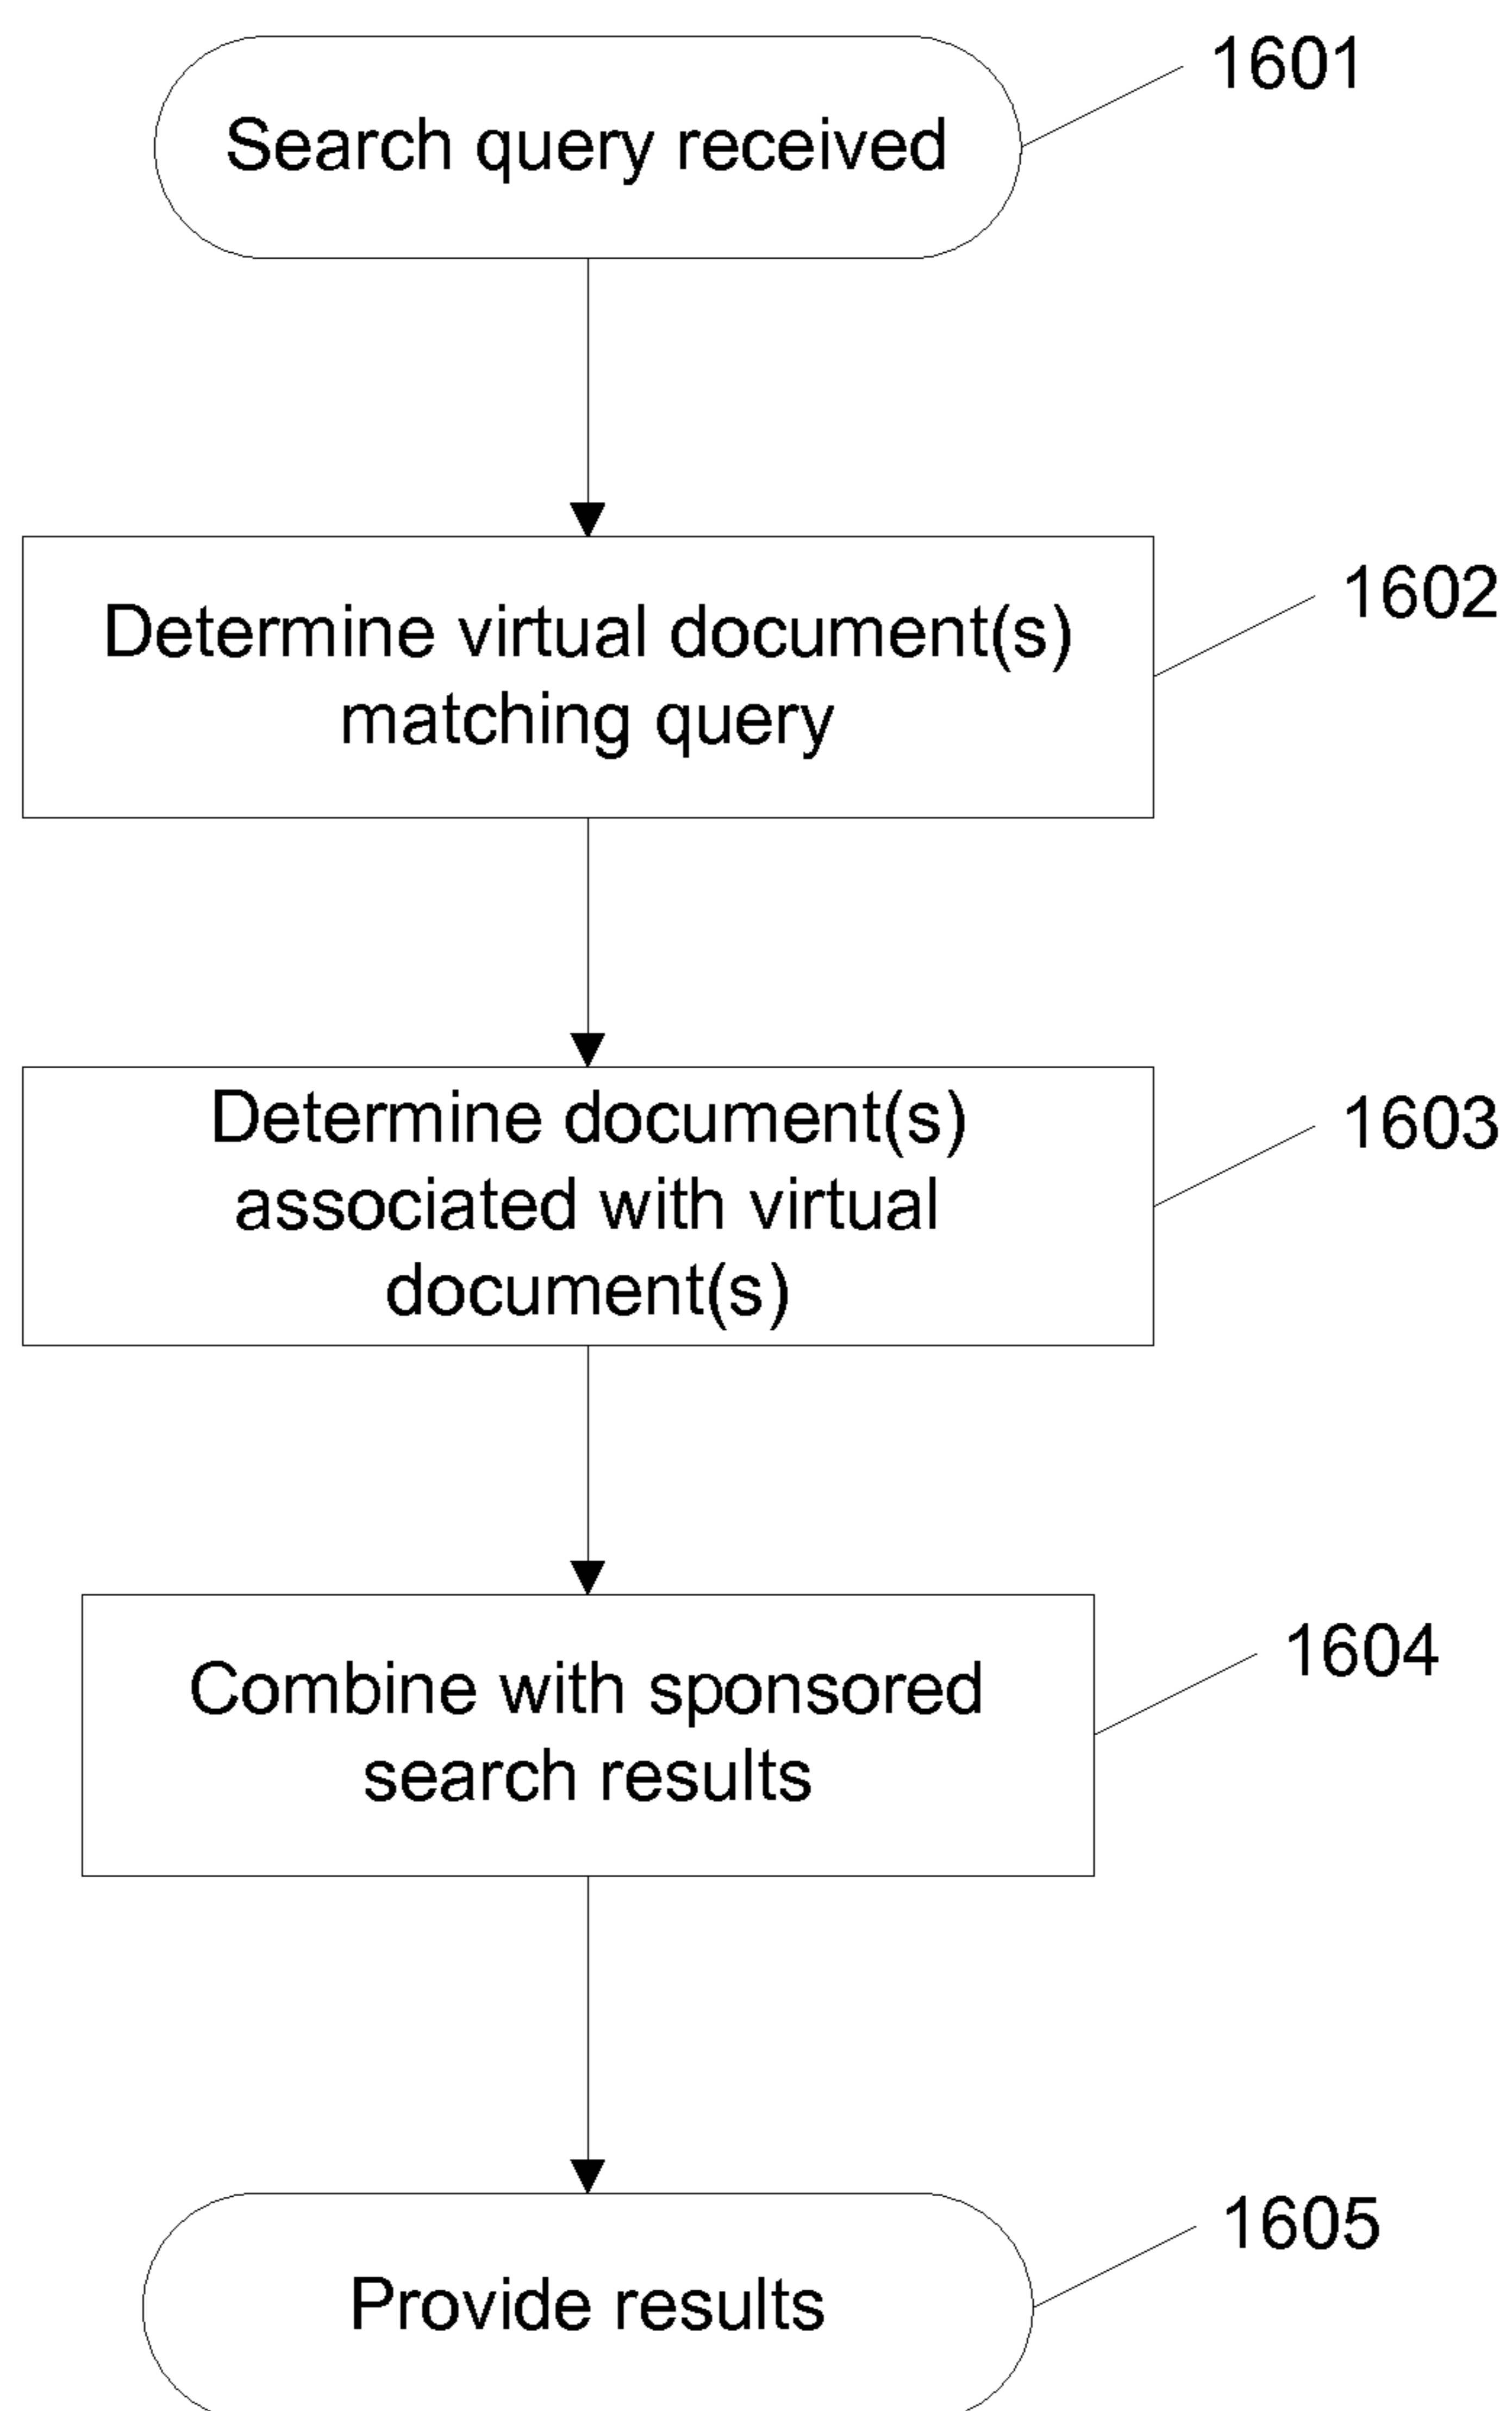 Search query received
1601
Determine virtual document(s)
matching query
1602
Determine document(s)
associated with virtual
document(s)
1603
Combine with sponsored
search results
1604
Provide results
1605